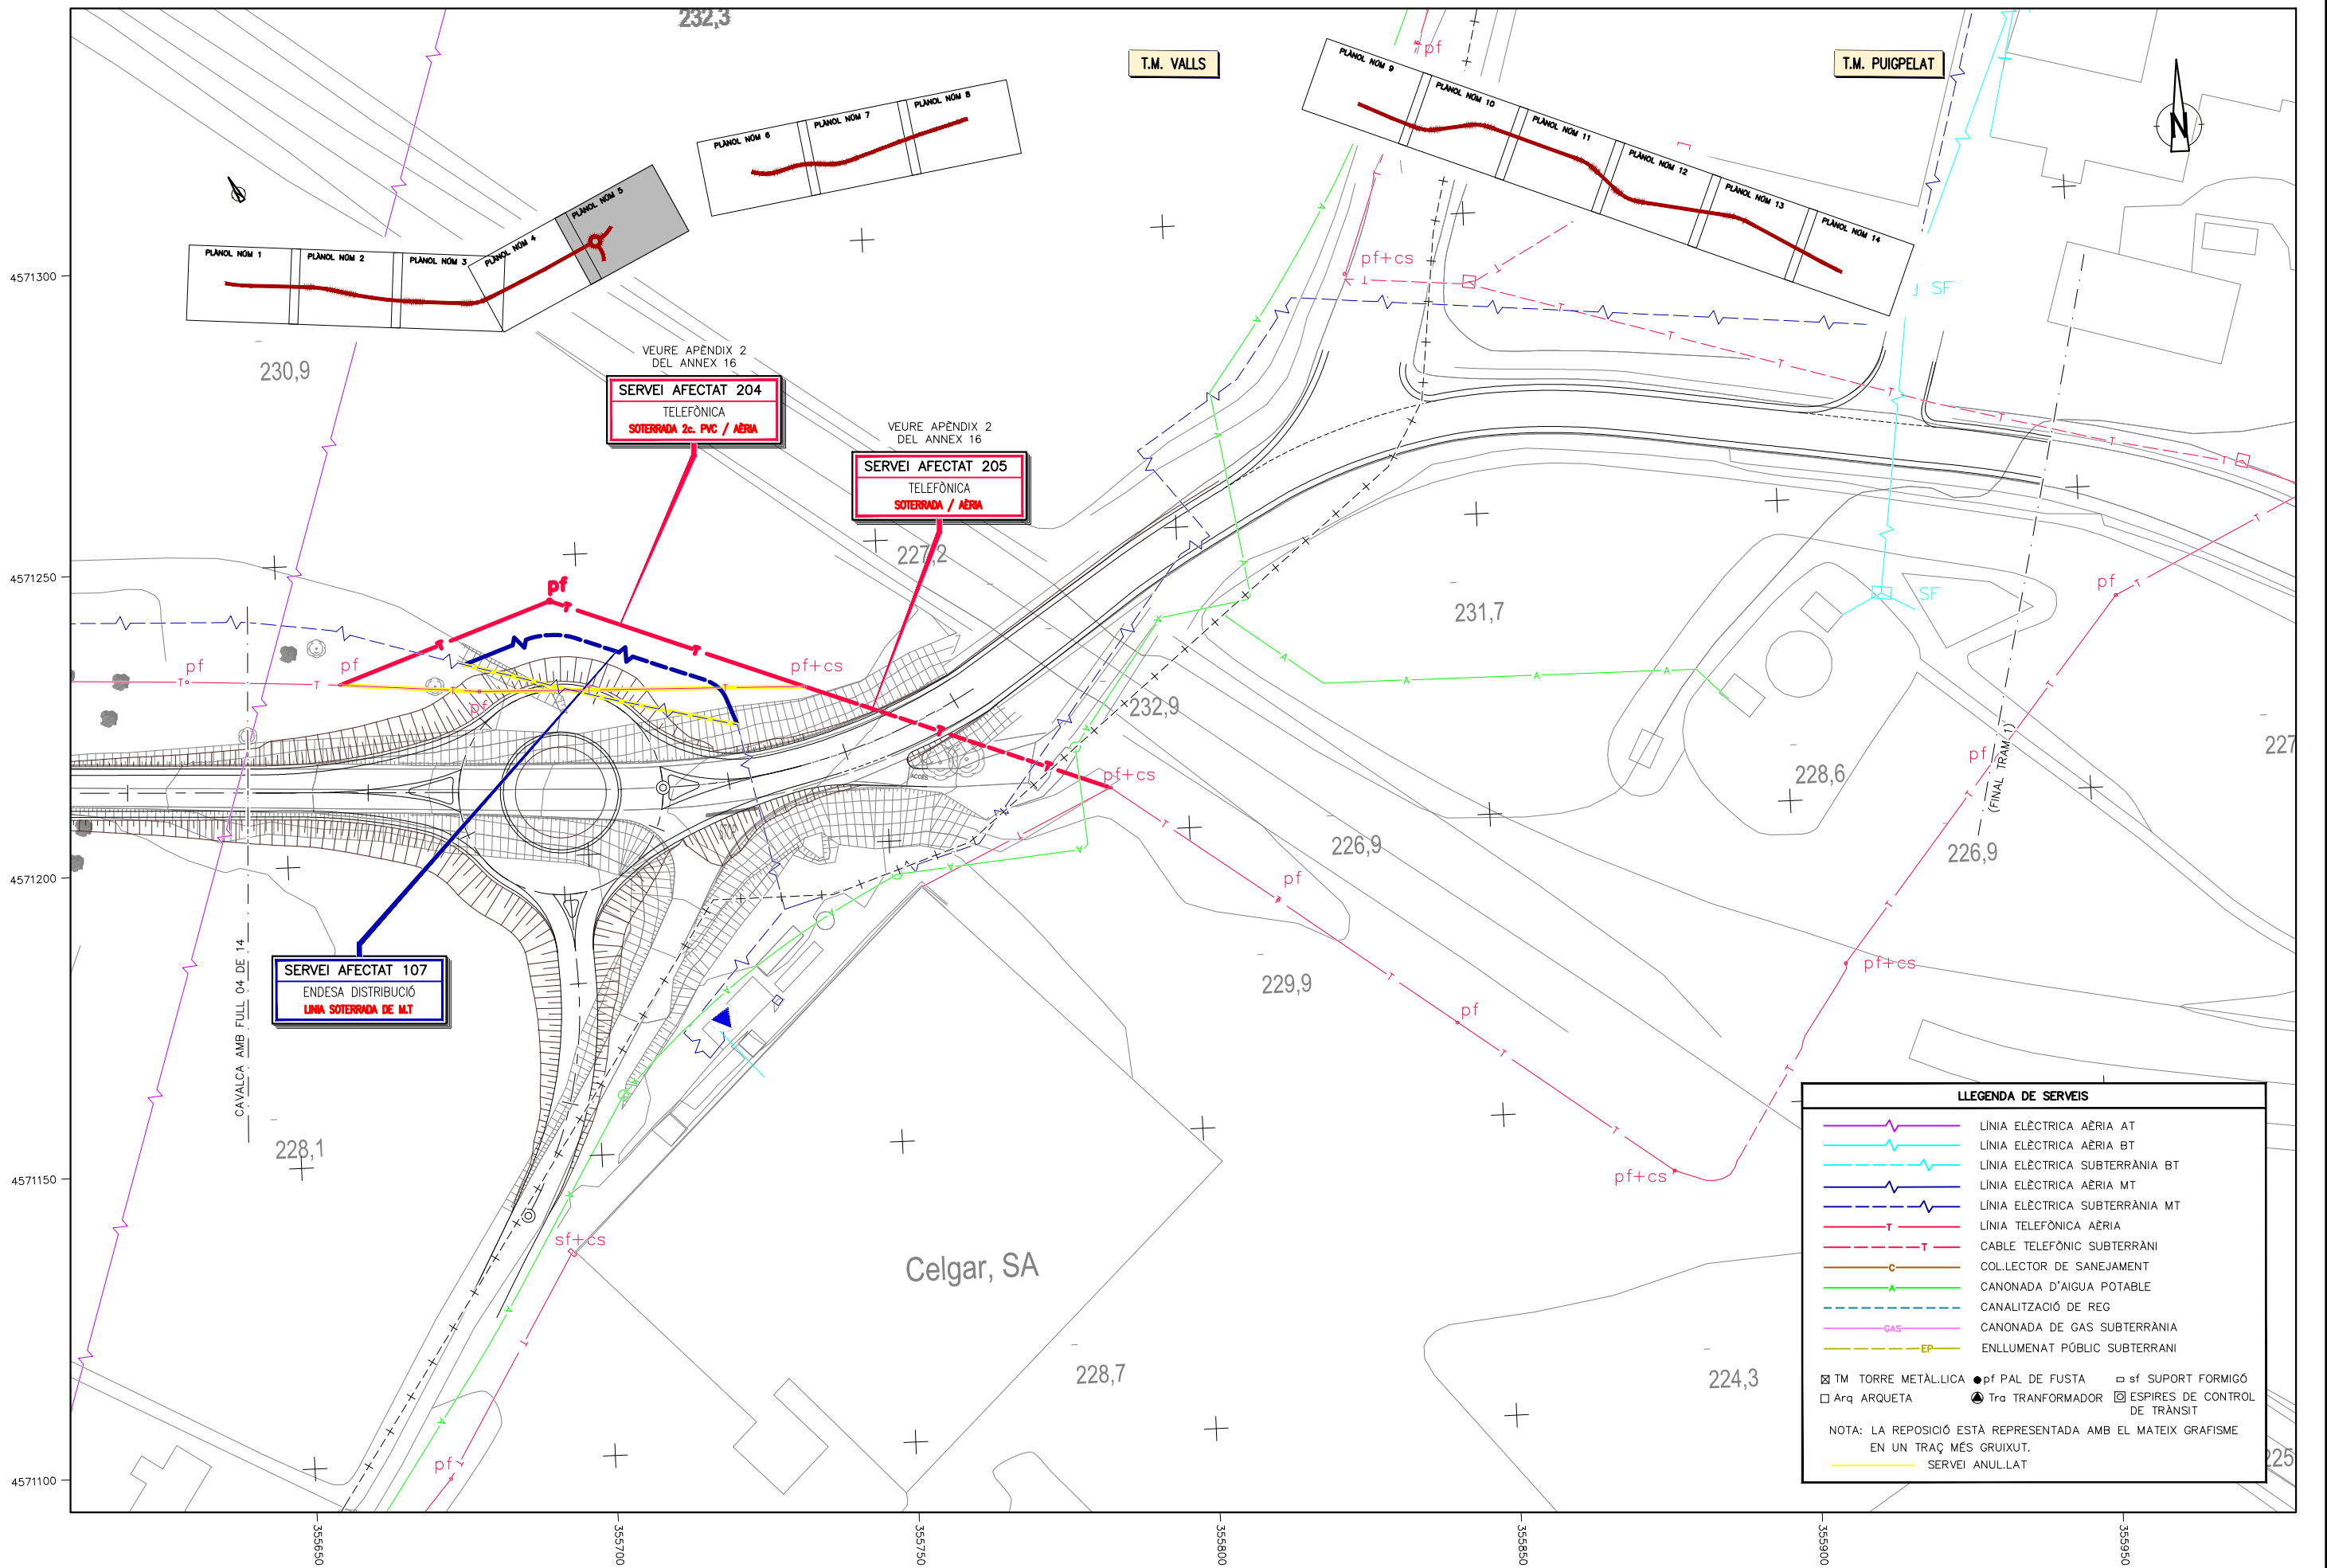 232,3
T.M. VALLS
T.M. PUIGPELAT
N
PLÀNOL NÚM 1
PLÀNOL NÚM 2
PLÀNOL NÚM 3
PLÀNOL NÚM 4
PLÀNOL NÚM 5
PLÀNOL NÚM 6
PLÀNOL NÚM 7
PLÀNOL NÚM 8
PLÀNOL NÚM 9
PLÀNOL NÚM 10
PLÀNOL NÚM 11
PLÀNOL NÚM 12
PLÀNOL NÚM 13
PLÀNOL NÚM 14
pf
pf+cs
SF
4571300
230,9
VEURE APÈNDIX 2
DEL ANNEX 16
SERVEI AFECTAT 204
TELEFÒNICA
SOTERRADA 2c. PVC / AÈRIA
VEURE APÈNDIX 2
DEL ANNEX 16
SERVEI AFECTAT 205
TELEFÒNICA
SOTERRADA / AÈRIA
227,2
4571250
pf
231,7
SF
pf
pf
pf
pf+cs
pf
232,9
227
pf
(FINAL TRAM 1)
pf+cs
ACCÉS
228,6
226,9
226,9
4571200
pf
CAVALCA AMB FULL 04 DE 14
SERVEI AFECTAT 107
ENDESA DISTRIBUCIÓ
LINIA SOTERRADA DE M.T
229,9
pf+cs
pf
228,1
4571150
pf+cs
sf+cs
Celgar, SA
228,7
224,3
pf
4571100
225
LLEGENDA DE SERVEIS
LÍNIA ELÈCTRICA AÈRIA AT
LÍNIA ELÈCTRICA AÈRIA BT
LÍNIA ELÈCTRICA SUBTERRÀNIA BT
LÍNIA ELÈCTRICA AÈRIA MT
LÍNIA ELÈCTRICA SUBTERRÀNIA MT
T LÍNIA TELEFÒNICA AÈRIA
T CABLE TELEFÒNIC SUBTERRÀNI
C COL.LECTOR DE SANEJAMENT
A CANONADA D'AIGUA POTABLE
CANALITZACIÓ DE REG
GAS CANONADA DE GAS SUBTERRÀNIA
EP ENLLUMENAT PÚBLIC SUBTERRANI
TM TORRE METÀL.LICA pf PAL DE FUSTA sf SUPORT FORMIGÓ
Arq ARQUETA Tra TRANFORMADOR ESPIRES DE CONTROL
DE TRÀNSIT
NOTA: LA REPOSICIÓ ESTÀ REPRESENTADA AMB EL MATEIX GRAFISME
EN UN TRAÇ MÉS GRUIXUT.
SERVEI ANUL.LAT
355650
355700
355750
355800
355850
355900
355950